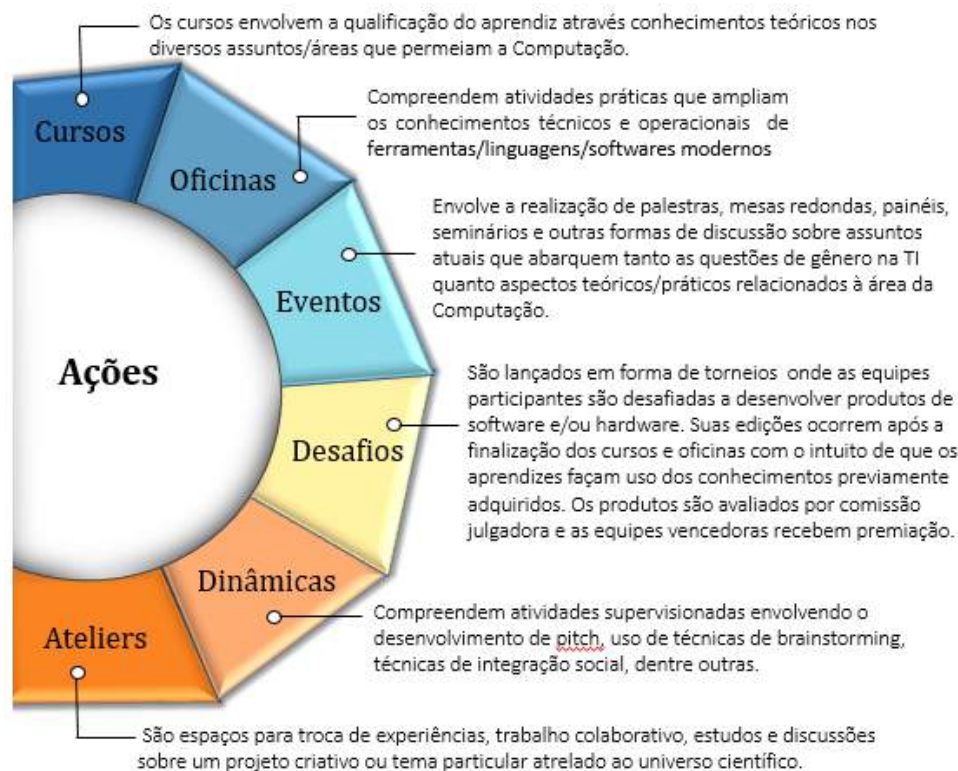 Os cursos envolvem a qualificação do aprendiz através conhecimentos teóricos nos
diversos assuntos/áreas que permeiam a Computação.
Cursos
Compreendem atividades práticas que ampliam
os conhecimentos técnicos e operacionais de
ferramentas/linguagens/softwares modernos
Oficinas
Envolve a realização de palestras, mesas redondas, painéis,
seminários e outras formas de discussão sobre assuntos
atuais que abarquem tanto as questões de gênero na TI
quanto aspectos teóricos/práticos relacionados à área da
Computação.
Eventos
Ações
São lançados em forma de torneios onde as equipes
participantes são desafiadas a desenvolver produtos de
software e/ou hardware. Suas edições ocorrem após a
finalização dos cursos e oficinas com o intuito de que os
aprendizes façam uso dos conhecimentos previamente
adquiridos. Os produtos são avaliados por comissão
julgadora e as equipes vencedoras recebem premiação.
Desafios
Dinâmicas
Compreendem atividades supervisionadas envolvendo o
desenvolvimento de pitch, uso de técnicas de brainstorming,
técnicas de integração social, dentre outras.
Ateliers
São espaços para troca de experiências, trabalho colaborativo, estudos e discussões
sobre um projeto criativo ou tema particular atrelado ao universo científico.